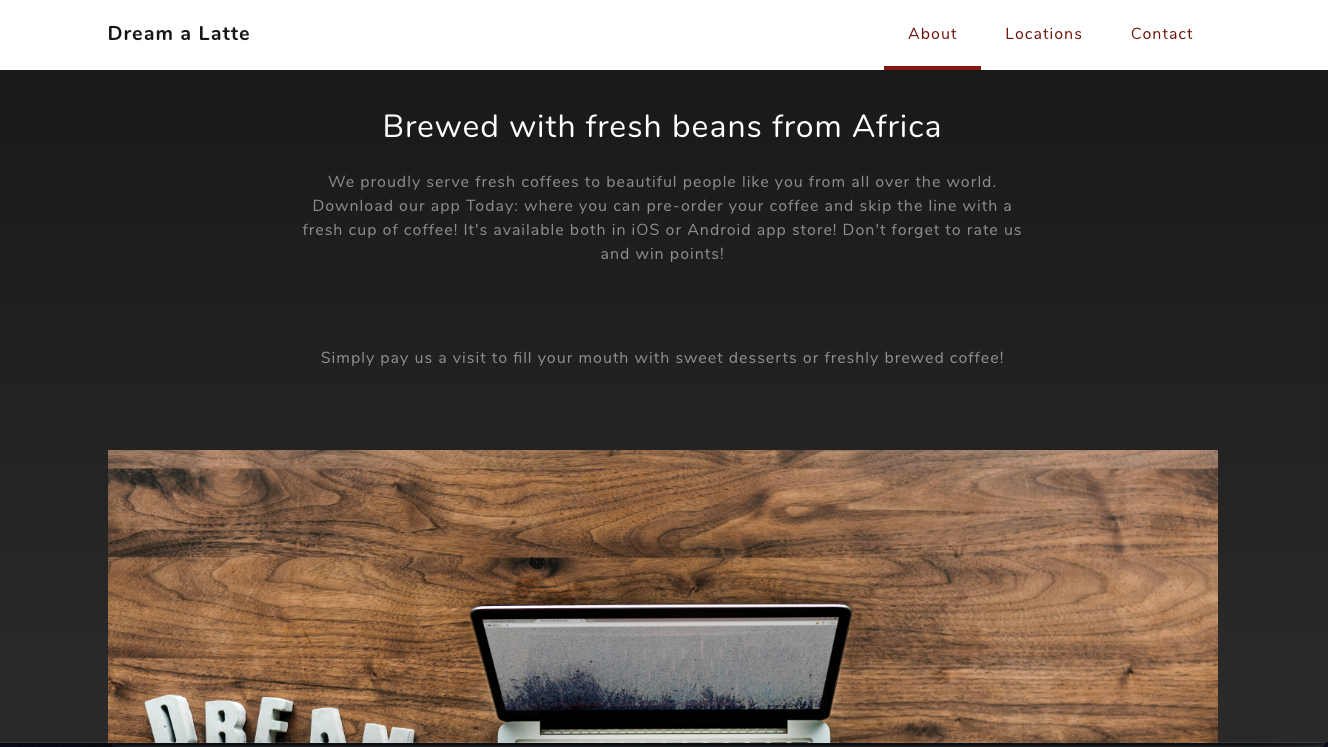 Dream a Latte
About Locations Contact
Brewed with fresh beans from Africa
We proudly serve fresh coffees to beautiful people like you from all over the world.
Download our app Today: where you can pre-order your coffee and skip the line with a
fresh cup of coffee! It's available both in iOS or Android app store! Don't forget to rate us
and win points!
Simply pay us a visit to fill your mouth with sweet desserts or freshly brewed coffee!
DREAM